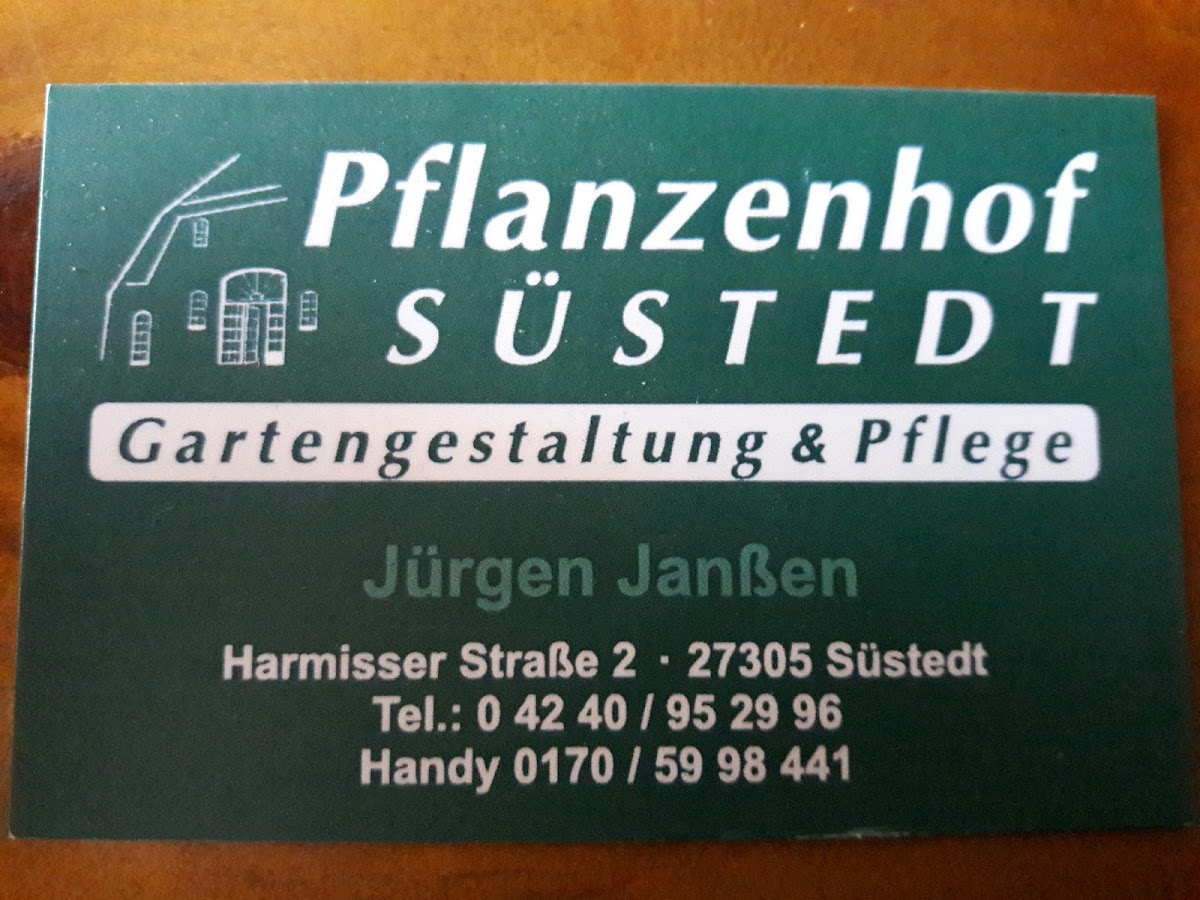 Pflanzenhof
SÜSTEDT
Gartengestaltung & Pflege
Jürgen Janßen
Harmisser Straße 2 · 27305 Süstedt
Tel.: 0 42 40 / 95 29 96
Handy 0170 / 59 98 441